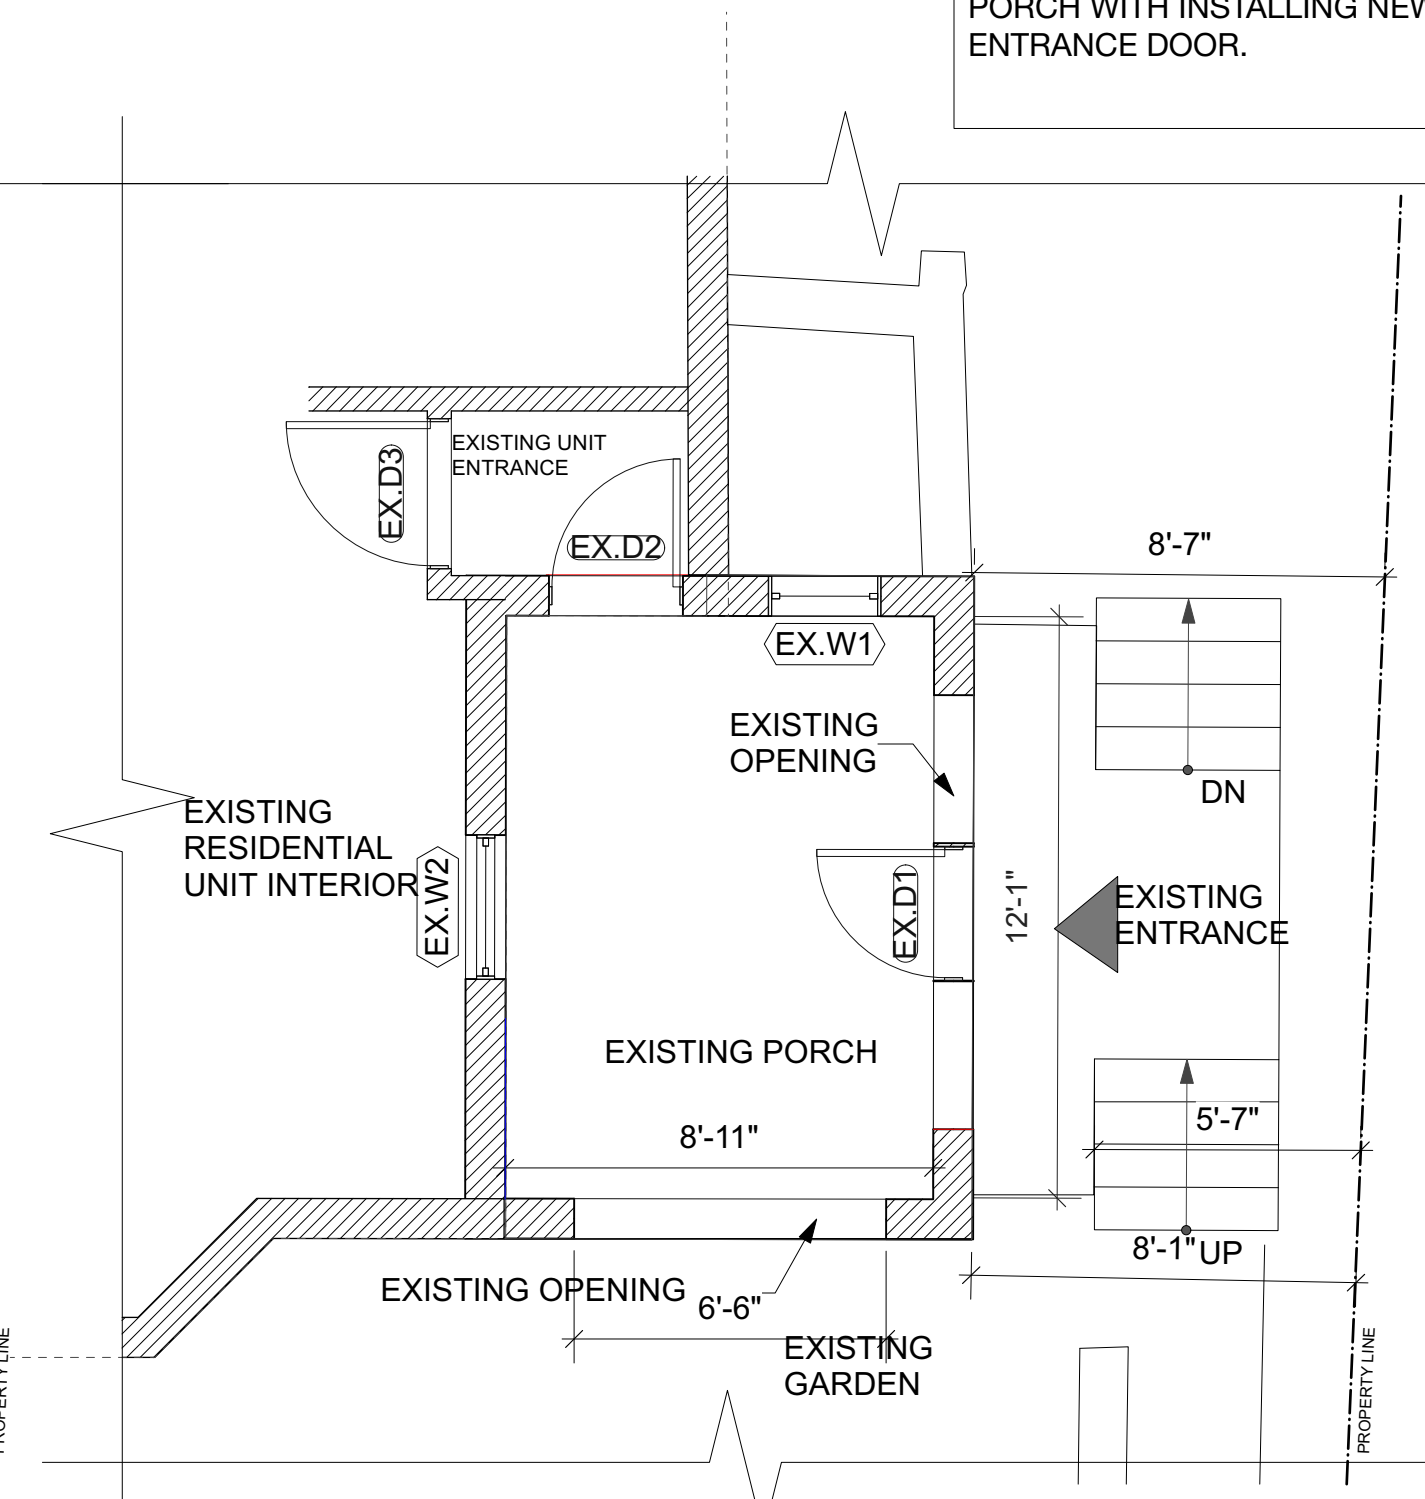 PORCH WITH INSTALLING NEW
ENTRANCE DOOR.
EXISTING UNIT
ENTRANCE
EX.D3
EX.D2
8'-7"
EX.W1
EXISTING
OPENING
DN
EXISTING
RESIDENTIAL
UNIT INTERIOR
EX.W2
EX.D1
12'-1"
EXISTING
ENTRANCE
EXISTING PORCH
8'-11"
5'-7"
8'-1"
UP
EXISTING OPENING
6'-6"
EXISTING
GARDEN
PROPERTY LINE
PROPERTY LINE